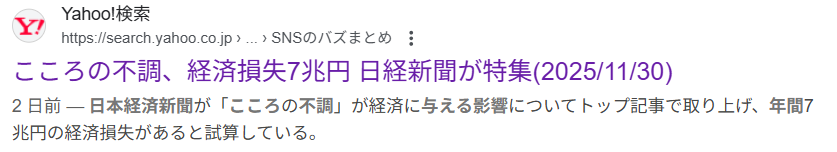 Y!
Yahoo!検索
https://search.yahoo.co.jp › ... › SNSのバズまとめ
こころの不調、経済損失7兆円 日経新聞が特集(2025/11/30)
2 日前 — 日本経済新聞が「こころの不調」が経済に与える影響についてトップ記事で取り上げ、年間7
兆円の経済損失があると試算している。